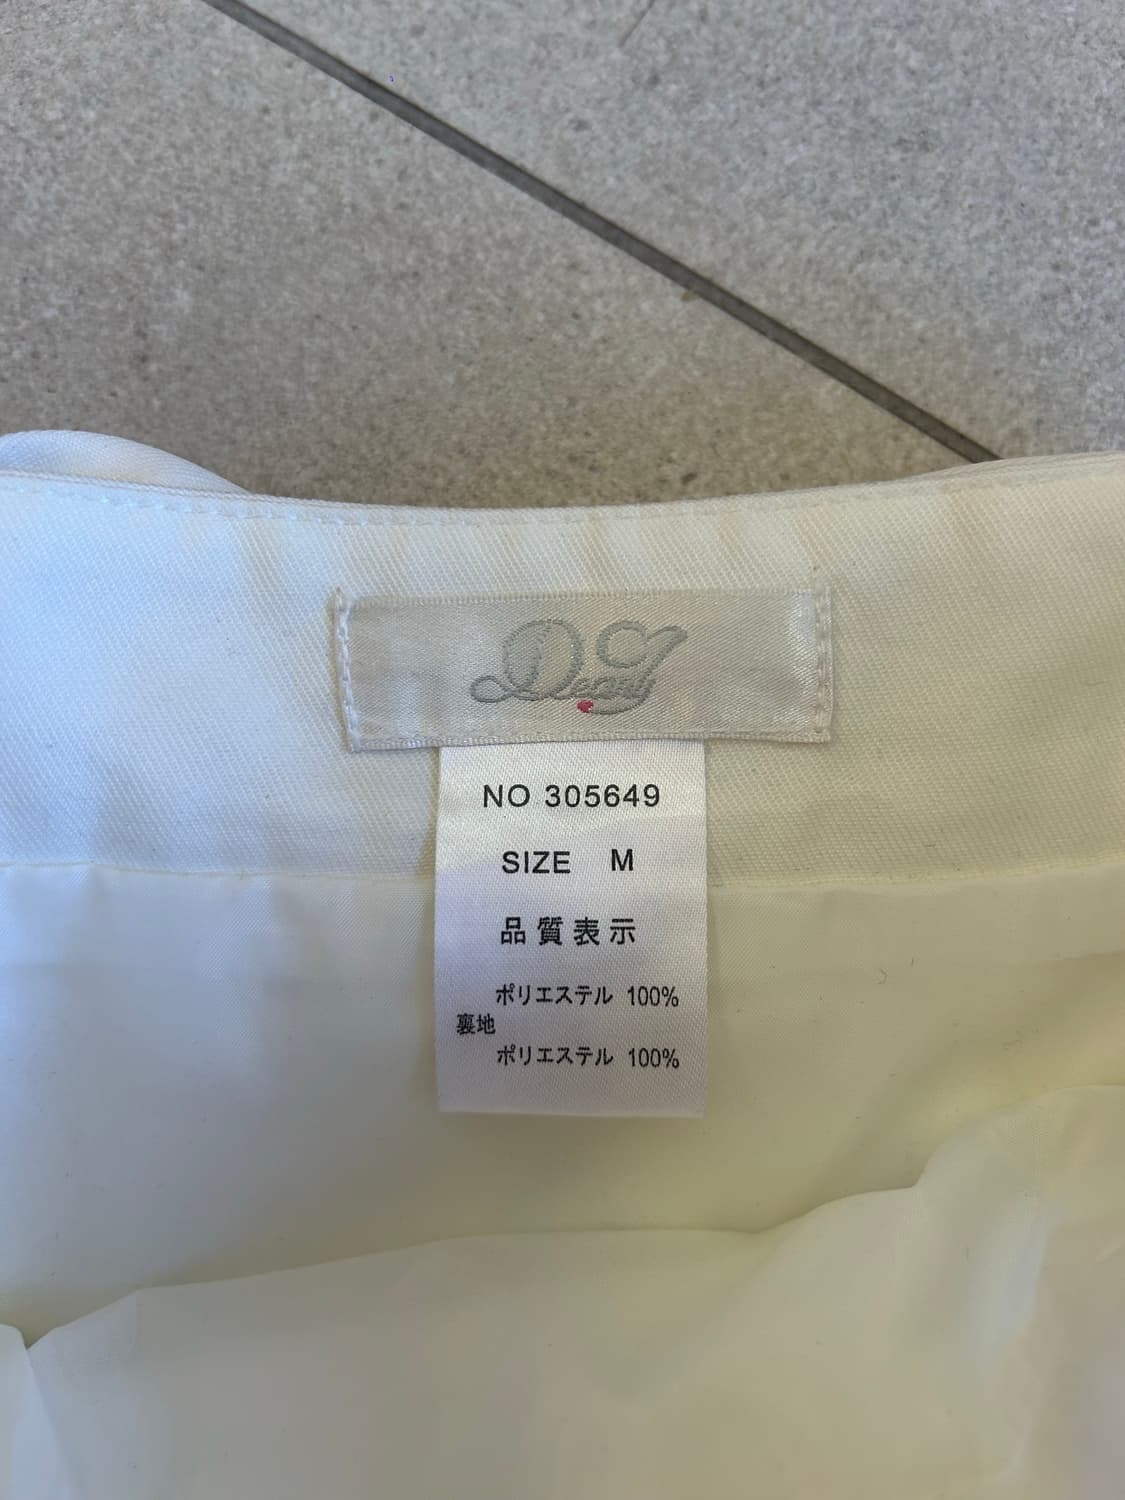 Deary
NO 305649
SIZE M
品質表示
ポリエステル 100%
裏地
ポリエステル 100%